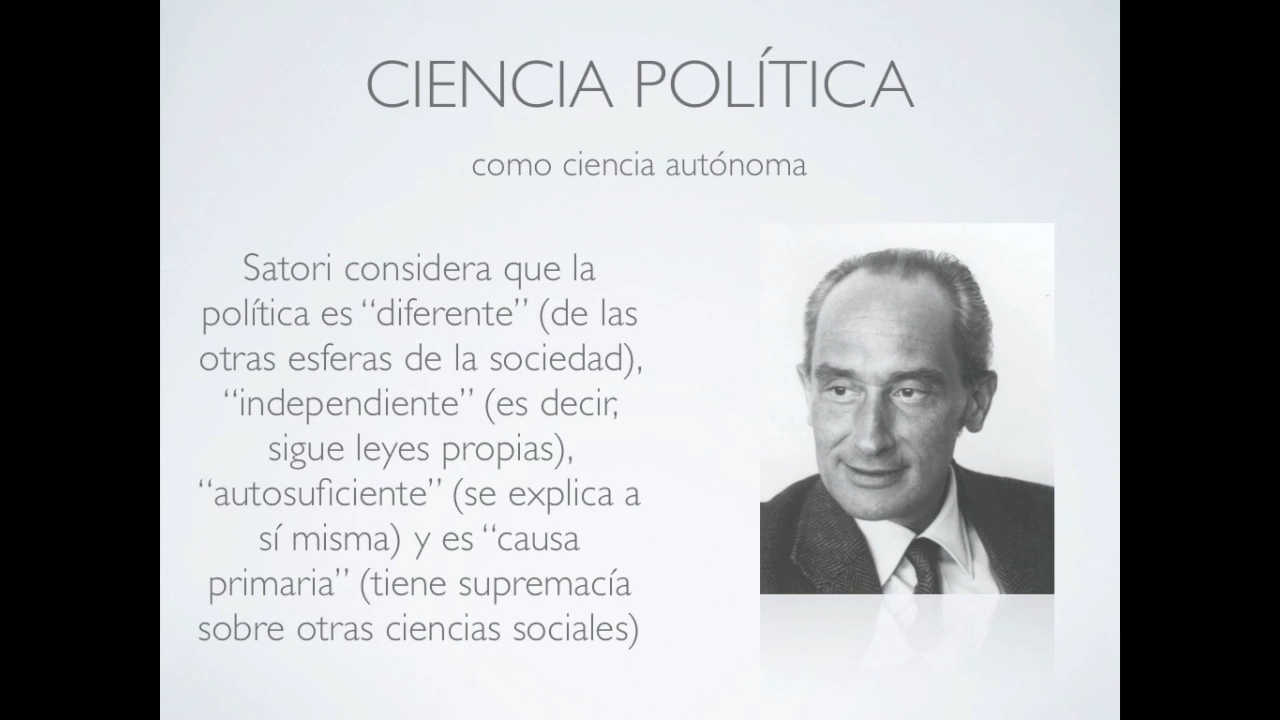 CIENCIA POLÍTICA
como ciencia autónoma
Satori considera que la
política es “diferente” (de las
otras esferas de la sociedad),
“independiente” (es decir,
sigue leyes propias),
“autosuficiente” (se explica a
sí misma) y es “causa
primaria” (tiene supremacía
sobre otras ciencias sociales)